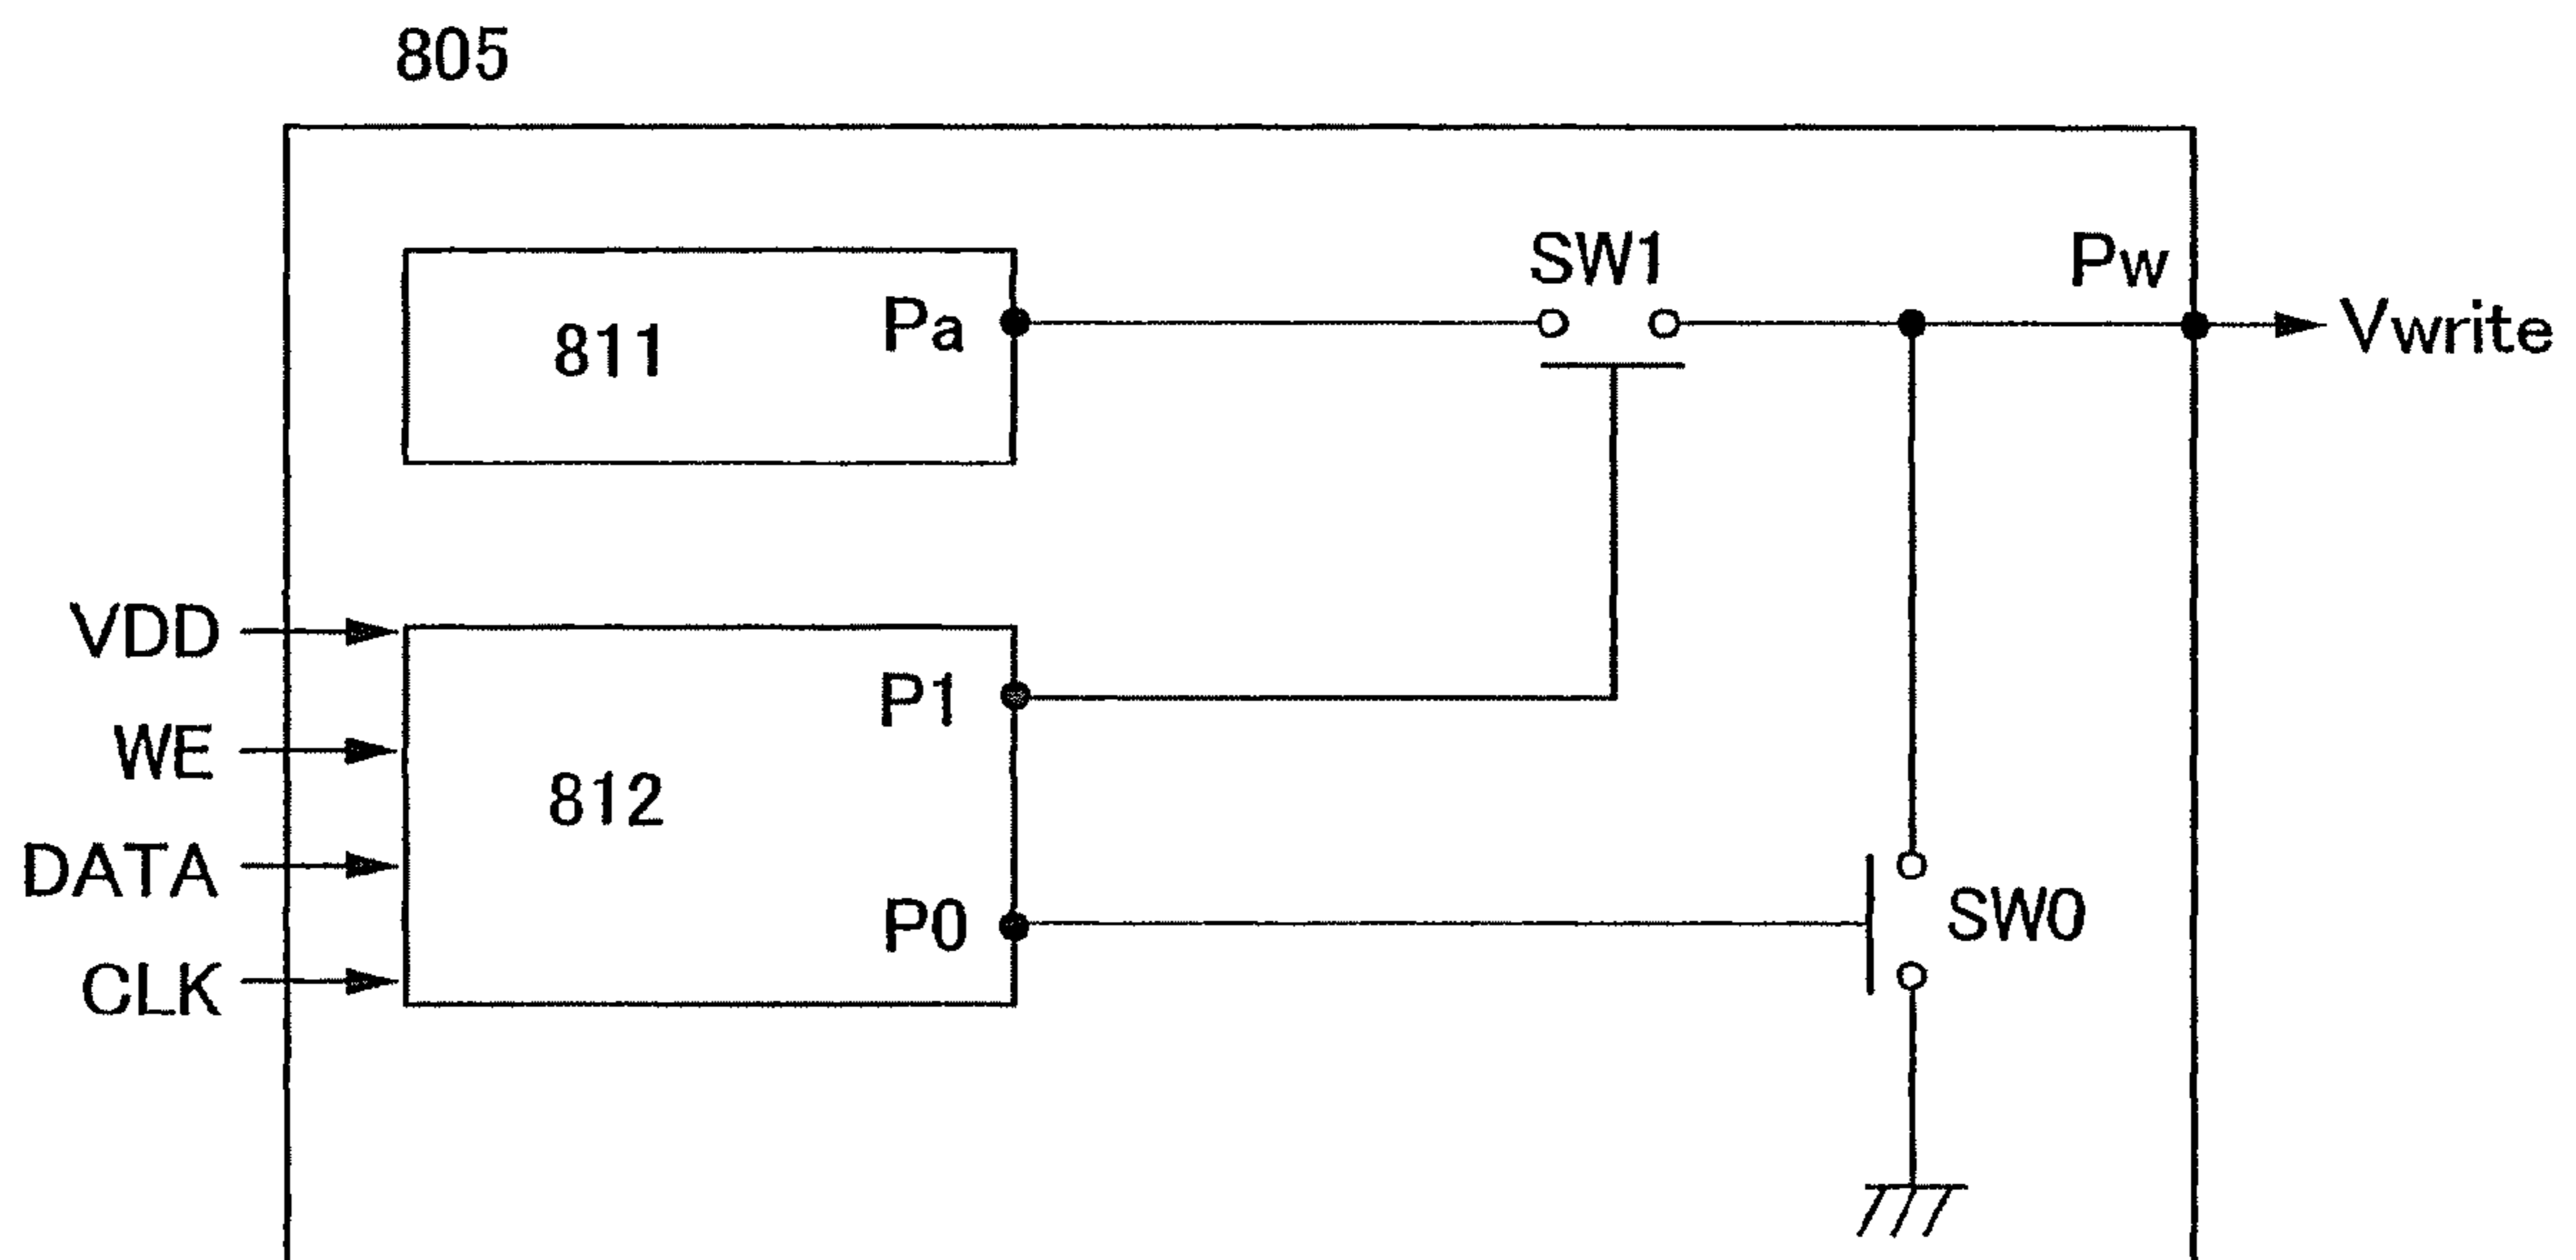 805
SW1
Pw
Pa
811
Vwrite
VDD
P1
WE
812
DATA
P0
SW0
CLK